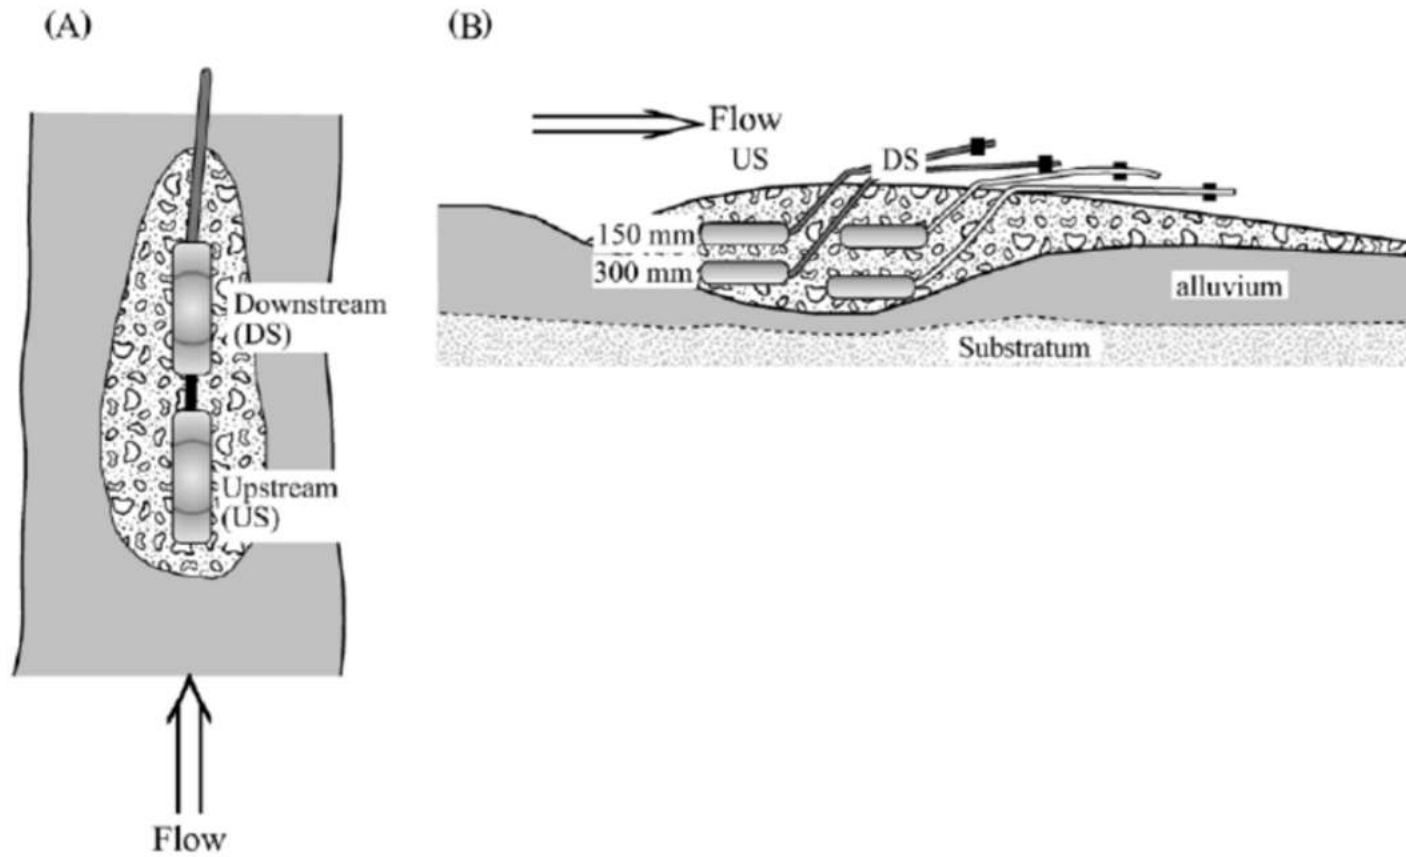 (A)
Downstream
(DS)
Upstream
(US)
Flow
(B)
Flow
US
DS
150 mm
300 mm
alluvium
Substratum